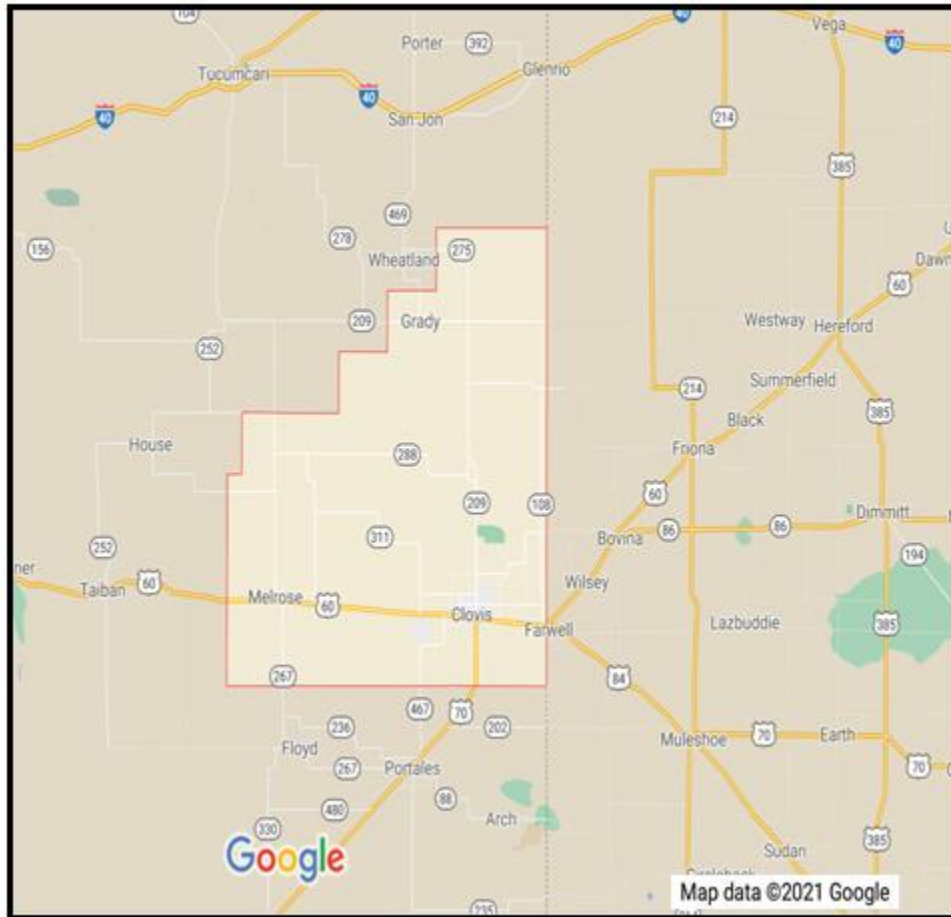 104
40
Vega
Porter
392
40
Tucumcari
Glenrio
40
40
San Jon
214
385
469
278
275
156
Wheatland
60
Westway
Hereford
209
Grady
252
Summerfield
214
Black
385
House
288
Friona
60
209
108
Dimmitt
86
86
311
Bovina
252
194
60
Taiban
Wilsey
Melrose
60
Clovis
Lazbuddie
385
Farwell
267
84
467
70
236
202
Floyd
Muleshoe
70
Earth
267
Portales
70
88
480
Arch
330
Google
Sudan
385
Map data ©2021 Google
235